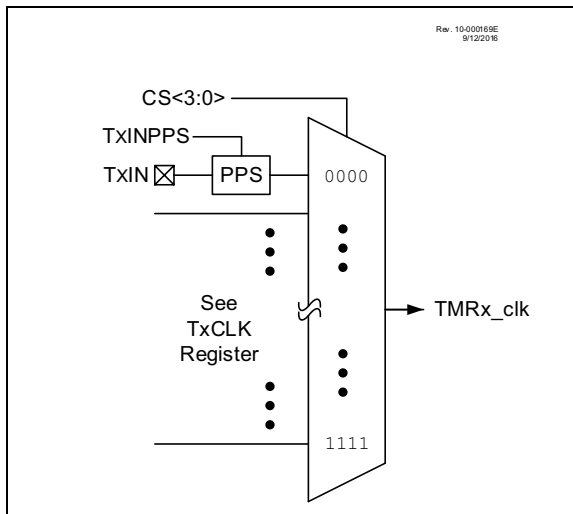 Rev. 10-000169E
9/12/2016
CS<3:0>
TxINPPS
TxIN
PPS
0000
See
TxCLK
Register
TMRx_clk
1111